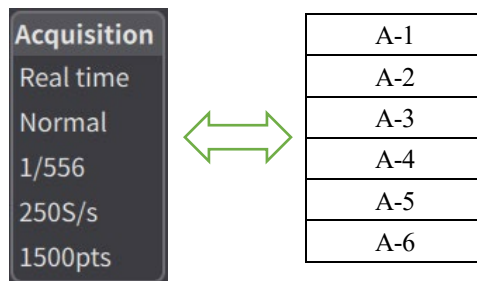 Acquisition
Real time
Normal
1/556
250S/s
1500pts
A-1
A-2
A-3
A-4
A-5
A-6